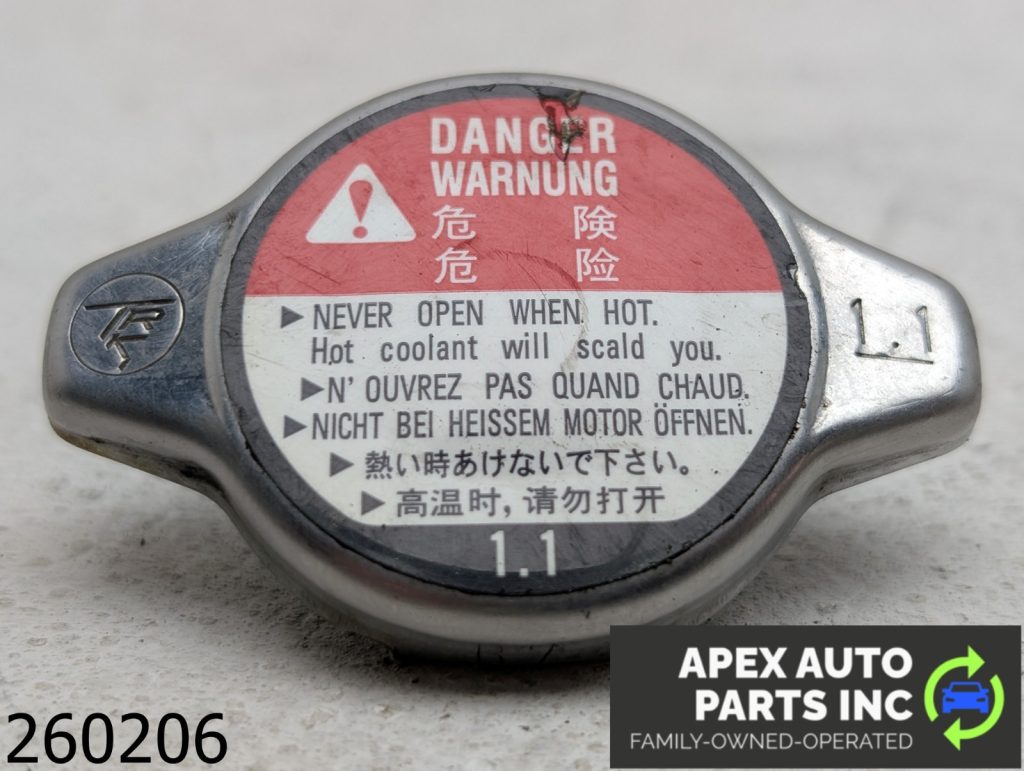 DANGER
WARNUNG
危 険
危 险
▶ NEVER OPEN WHEN HOT.
Hot coolant will scald you.
▶ N' OUVREZ PAS QUAND CHAUD.
▶ NICHT BEI HEISSEM MOTOR ÖFFNEN.
▶ 熱い時あけないで下さい。
▶ 高温时，请勿打开
1.1
1.1
260206
APEX AUTO
PARTS INC
FAMILY-OWNED-OPERATED